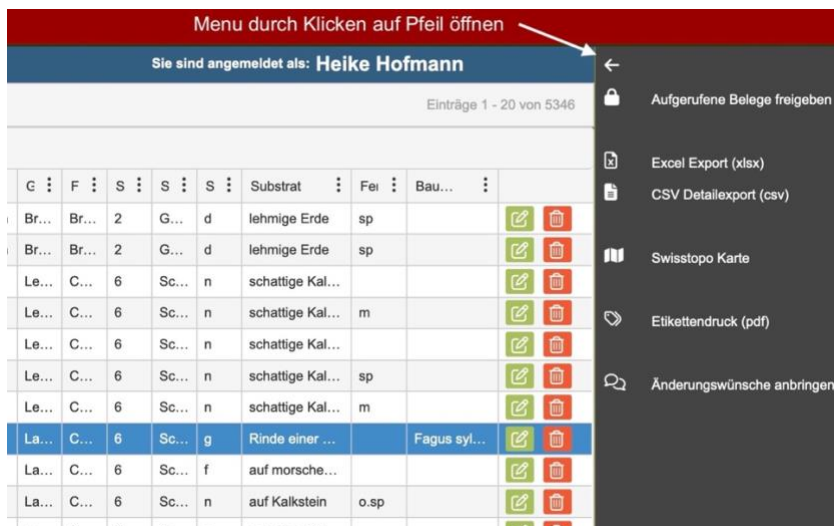 Menu durch Klicken auf Pfeil öffnen
Sie sind angemeldet als: Heike Hofmann
Einträge 1 - 20 von 5346
Aufgerufene Belege freigeben
Excel Export (xlsx)
CSV Detailexport (csv)
Swisstopo Karte
Etikettendruck (pdf)
Änderungswünsche anbringen
G F S S S Substrat Fei Bau...
Br... Br... 2 G... d lehmige Erde sp
Br... Br... 2 G... d lehmige Erde sp
Le... C... 6 Sc... n schattige Kal...
Le... C... 6 Sc... n schattige Kal... m
Le... C... 6 Sc... n schattige Kal...
Le... C... 6 Sc... n schattige Kal... sp
Le... C... 6 Sc... n schattige Kal... m
La... C... 6 Sc... g Rinde einer ... Fagus syl...
La... C... 6 Sc... f auf morsche...
La... C... 6 Sc... n auf Kalkstein o.sp